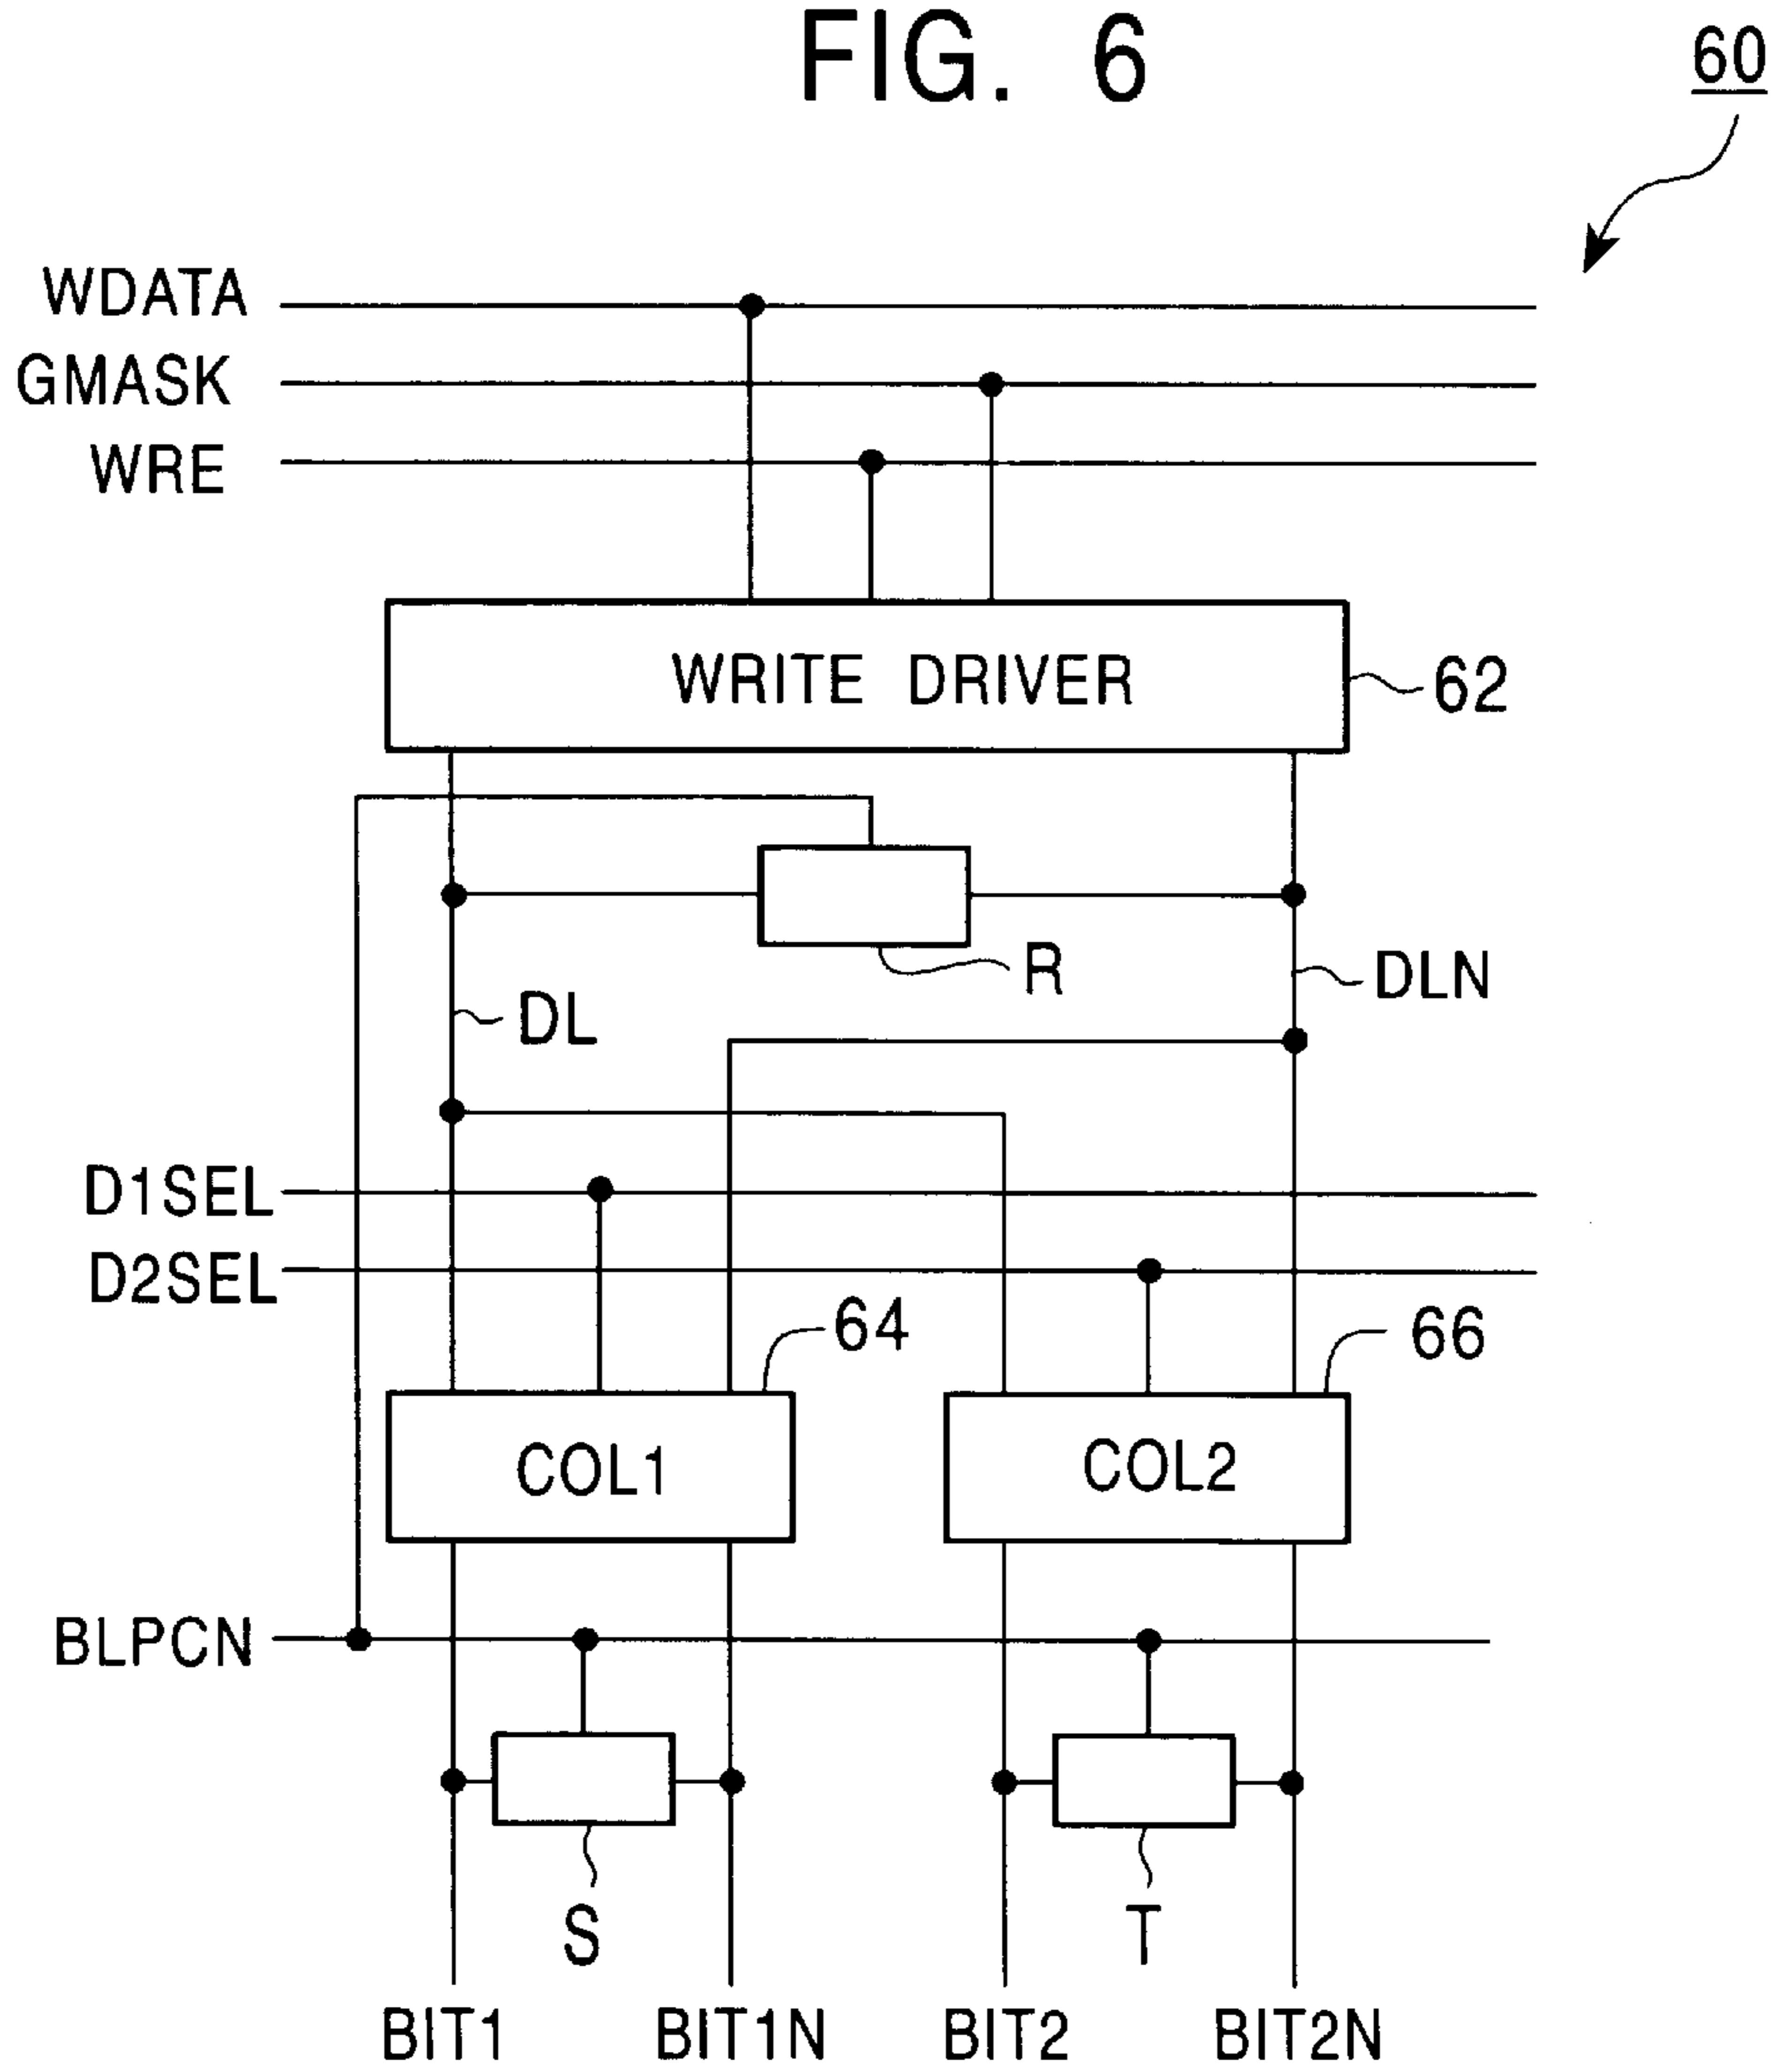 FIG. 6
60
WDATA
GMASK
WRE
WRITE DRIVER
62
R
DLN
DL
D1SEL
D2SEL
64
66
COL1
COL2
BLPCN
S
T
BIT1
BIT1N
BIT2
BIT2N